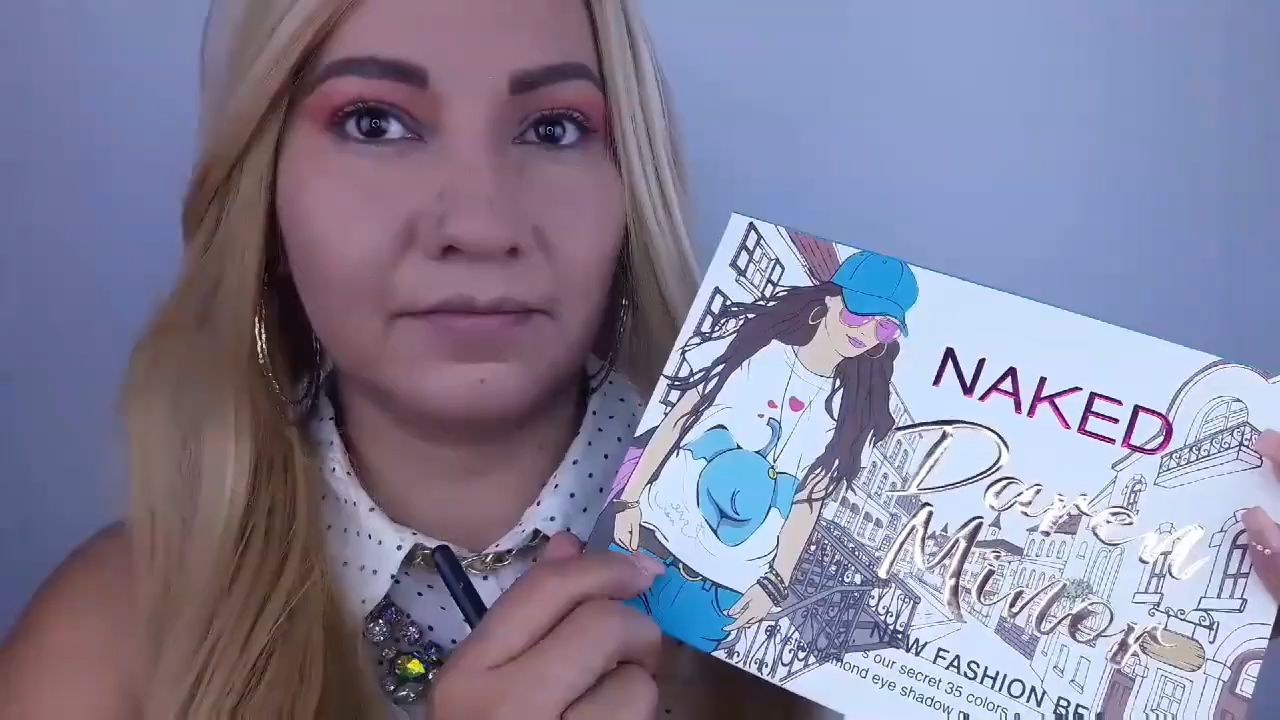 NAKED
Daren
Minor
NEW FASHION BE
s our secret 35 colors
mond eye shadow